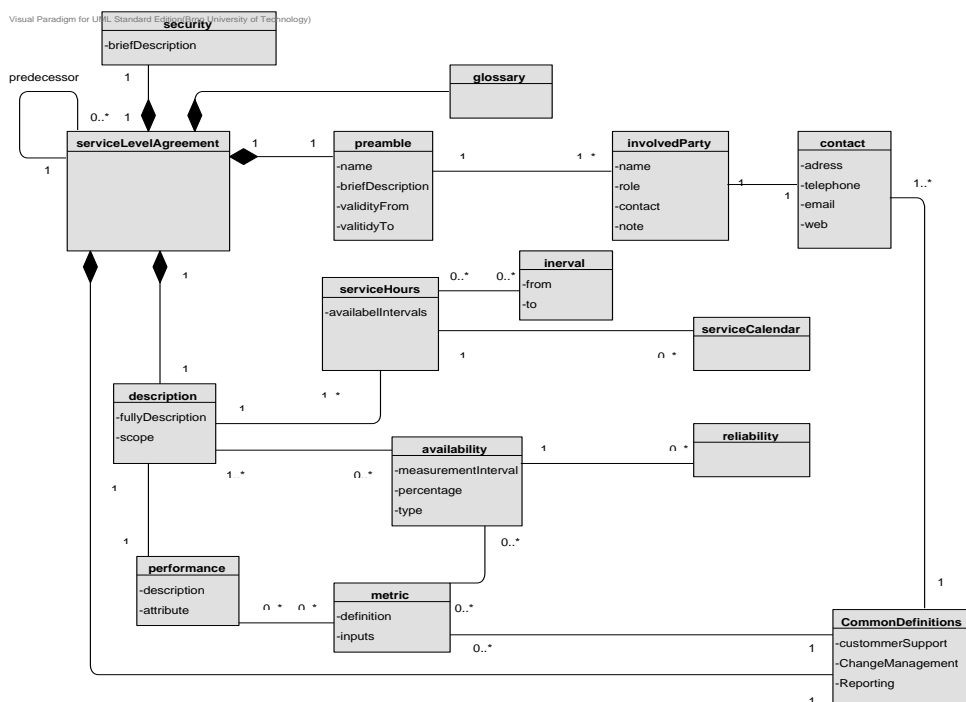 Visual Paradigm for UML Standard Edition(Brno University of Technology)
security
-briefDescription
predecessor
1
glossary
0..*
1
serviceLevelAgreement
1
1
1
preamble
-name
-briefDescription
-validityFrom
-valitidyTo
1
1..*
involvedParty
-name
-role
-contact
-note
1
1
contact
-adress
-telephone
-email
-web
1..*
1
serviceHours
-availabelIntervals
0..*
0..*
inerval
-from
-to
serviceCalendar
1
0..*
1
description
-fullyDescription
-scope
1
1..*
1..*
0..*
availability
-measurementInterval
-percentage
-type
1
0..*
reliability
1
1
0..*
performance
-description
-attribute
0..*
0..*
metric
-definition
-inputs
0..*
0..*
1
1
CommonDefinitions
-custommerSupport
-ChangeManagement
-Reporting
1